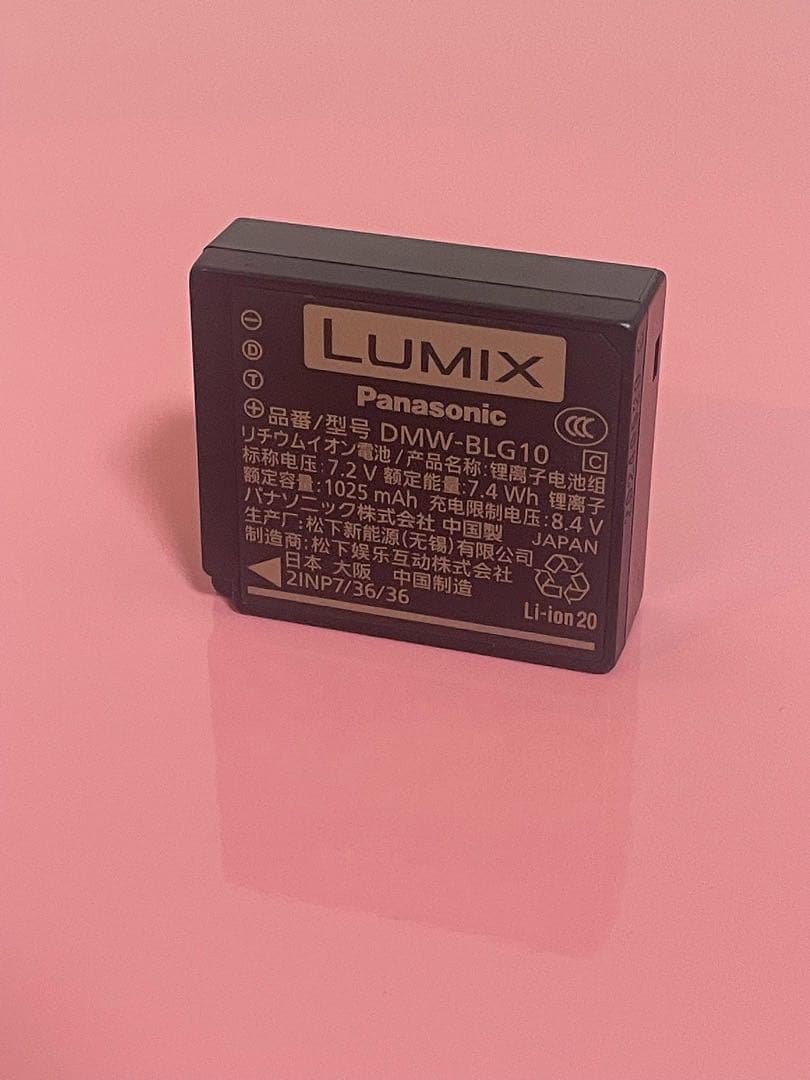 LUMIX
Panasonic
品番/型号 DMW-BLG10
リチウムイオン電池/产品名称:锂离子电池组
标称电压:7.2 V 额定能量:7.4 Wh 锂离子
额定容量:1025 mAh 充电限制电压:8.4 V
パナソニック株式会社 中国製 JAPAN
生产厂:松下新能源(无锡)有限公司
制造商:松下娱乐互动株式会社
日本 大阪 中国制造
2INP7/36/36
Li-ion 20
D
T
CCC
C